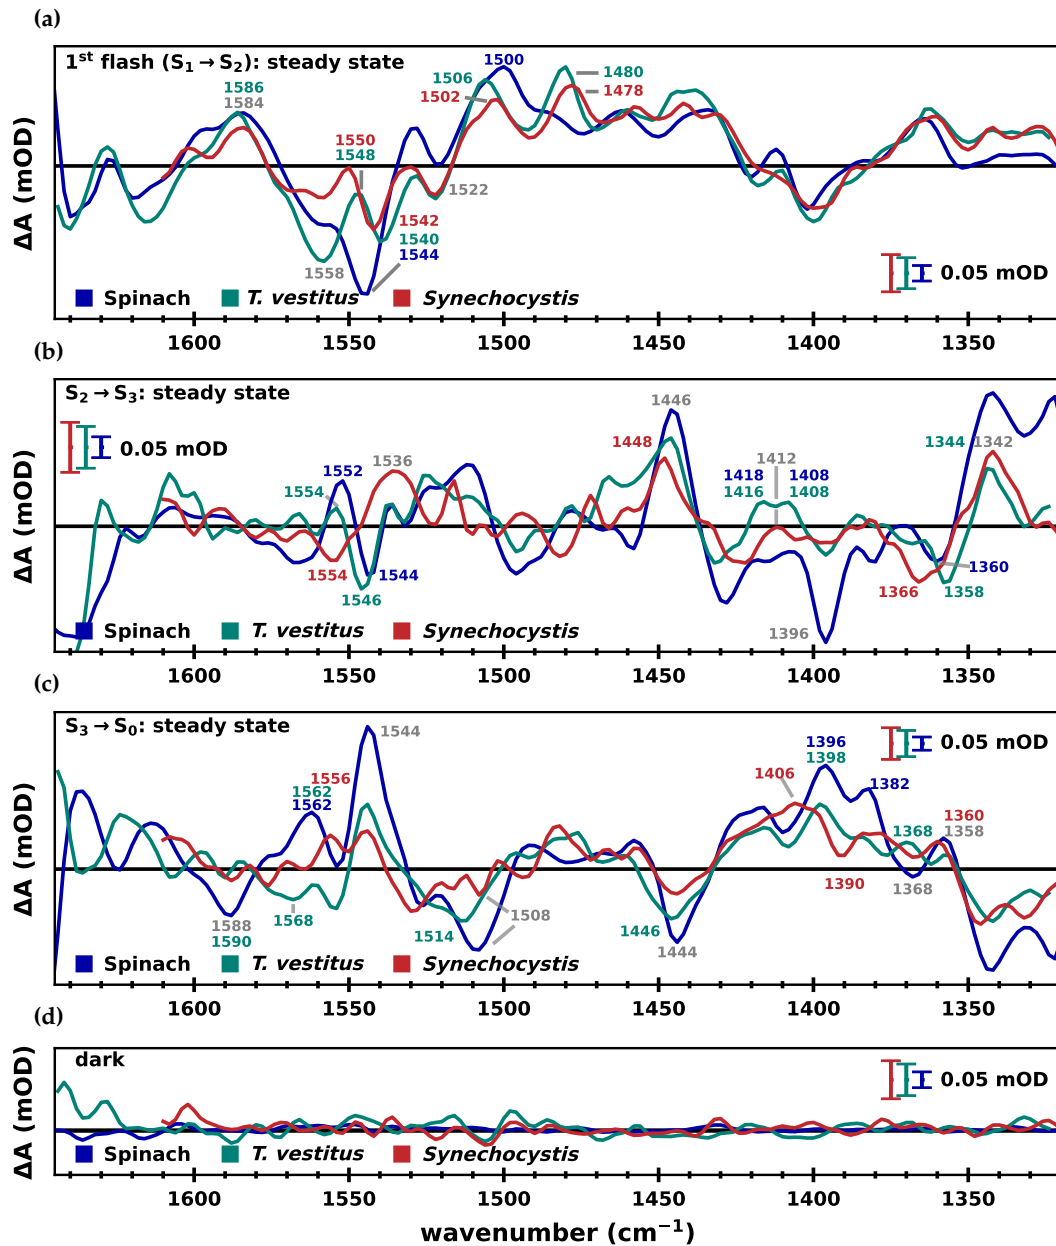 (a)
1st flash (S1 → S2): steady state
1586
1584
1550
1548
1506
1502
1500
1480
1478
1522
1542
1540
1544
1558
0.05 mOD
Spinach T. vestitus Synechocystis
ΔA (mOD)
1600 1550 1500 1450 1400 1350
(b)
S2 → S3: steady state
0.05 mOD
1552
1554
1536
1446
1448
1412
1418 1408
1416 1408
1344 1342
1554
1544
1546
1396
1366
1360
1358
Spinach T. vestitus Synechocystis
ΔA (mOD)
1600 1550 1500 1450 1400 1350
(c)
S3 → S0: steady state
1544
1556
1562
1562
1396
1398
1406
1382
0.05 mOD
1360
1368 1358
1390
1368
1588
1590
1568
1514
1508
1446
1444
Spinach T. vestitus Synechocystis
ΔA (mOD)
1600 1550 1500 1450 1400 1350
(d)
dark
0.05 mOD
Spinach T. vestitus Synechocystis
ΔA (mOD)
1600 1550 1500 1450 1400 1350
wavenumber (cm−1)